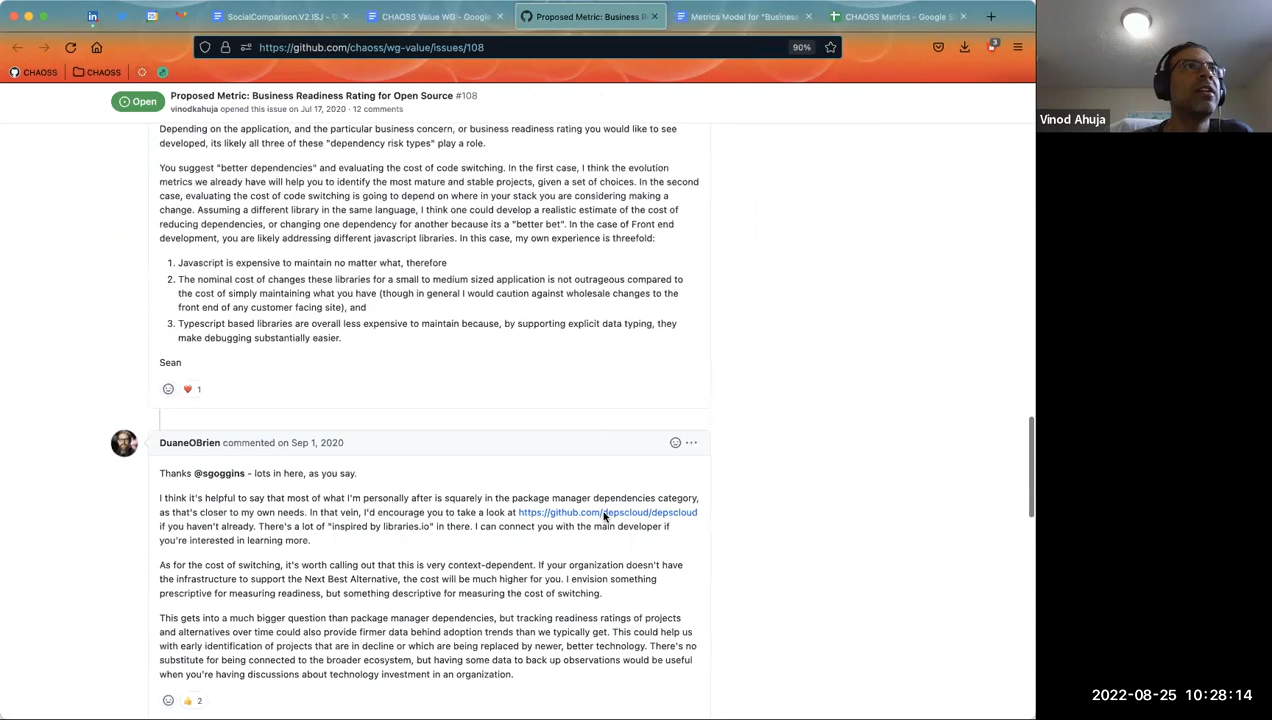 SocialComparison.V2.ISJ - G
CHAOSS Value WG - Google
Proposed Metric: Business R
Metrics Model for "Business
CHAOSS Metrics - Google S
https://github.com/chaoss/wg-value/issues/108
90%
3
CHAOSS
CHAOSS
Open
Proposed Metric: Business Readiness Rating for Open Source #108
vinodkahuja opened this issue on Jul 17, 2020 · 12 comments
Depending on the application, and the particular business concern, or business readiness rating you would like to see
developed, its likely all three of these "dependency risk types" play a role.
You suggest "better dependencies" and evaluating the cost of code switching. In the first case, I think the evolution
metrics we already have will help you to identify the most mature and stable projects, given a set of choices. In the second
case, evaluating the cost of code switching is going to depend on where in your stack you are considering making a
change. Assuming a different library in the same language, I think one could develop a realistic estimate of the cost of
reducing dependencies, or changing one dependency for another because its a "better bet". In the case of Front end
development, you are likely addressing different javascript libraries. In this case, my own experience is threefold:
1. Javascript is expensive to maintain no matter what, therefore
2. The nominal cost of changes these libraries for a small to medium sized application is not outrageous compared to
the cost of simply maintaining what you have (though in general I would caution against wholesale changes to the
front end of any customer facing site), and
3. Typescript based libraries are overall less expensive to maintain because, by supporting explicit data typing, they
make debugging substantially easier.
Sean
1
DuaneOBrien commented on Sep 1, 2020
Thanks @sgoggins - lots in here, as you say.
I think it's helpful to say that most of what I'm personally after is squarely in the package manager dependencies category,
as that's closer to my own needs. In that vein, I'd encourage you to take a look at https://github.com/depscloud/depscloud
if you haven't already. There's a lot of "inspired by libraries.io" in there. I can connect you with the main developer if
you're interested in learning more.
As for the cost of switching, it's worth calling out that this is very context-dependent. If your organization doesn't have
the infrastructure to support the Next Best Alternative, the cost will be much higher for you. I envision something
prescriptive for measuring readiness, but something descriptive for measuring the cost of switching.
This gets into a much bigger question than package manager dependencies, but tracking readiness ratings of projects
and alternatives over time could also provide firmer data behind adoption trends than we typically get. This could help us
with early identification of projects that are in decline or which are being replaced by newer, better technology. There's no
substitute for being connected to the broader ecosystem, but having some data to back up observations would be useful
when you're having discussions about technology investment in an organization.
2
Vinod Ahuja
2022-08-25 10:28:14